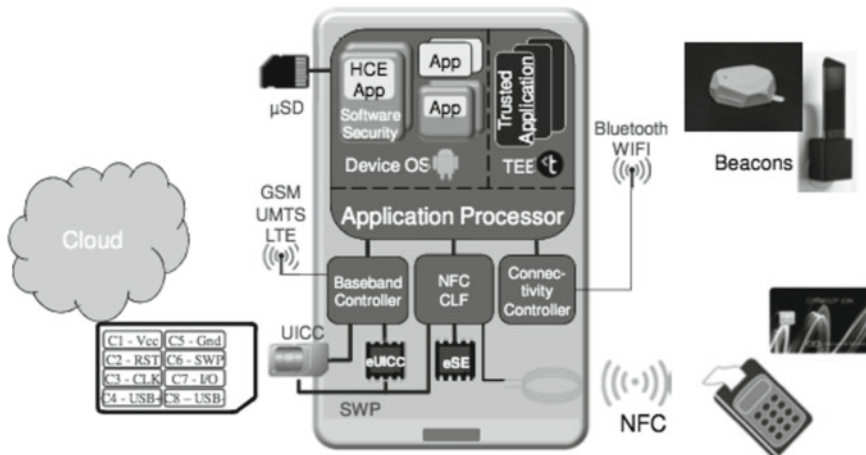 HCE
App
App
App
Software
Security
Trusted
Application
µSD
Device OS
TEE
Bluetooth
WIFI
Beacons
GSM
UMTS
LTE
Cloud
Application Processor
Baseband
Controller
NFC
CLF
Connec-
tivity
Controller
UICC
eUICC
eSE
C1 - Vcc
C5 - Gnd
C2 - RST
C6 - SWP
C3 - CLK
C7 - I/O
C4 - USB+
C8 – USB-
SWP
NFC